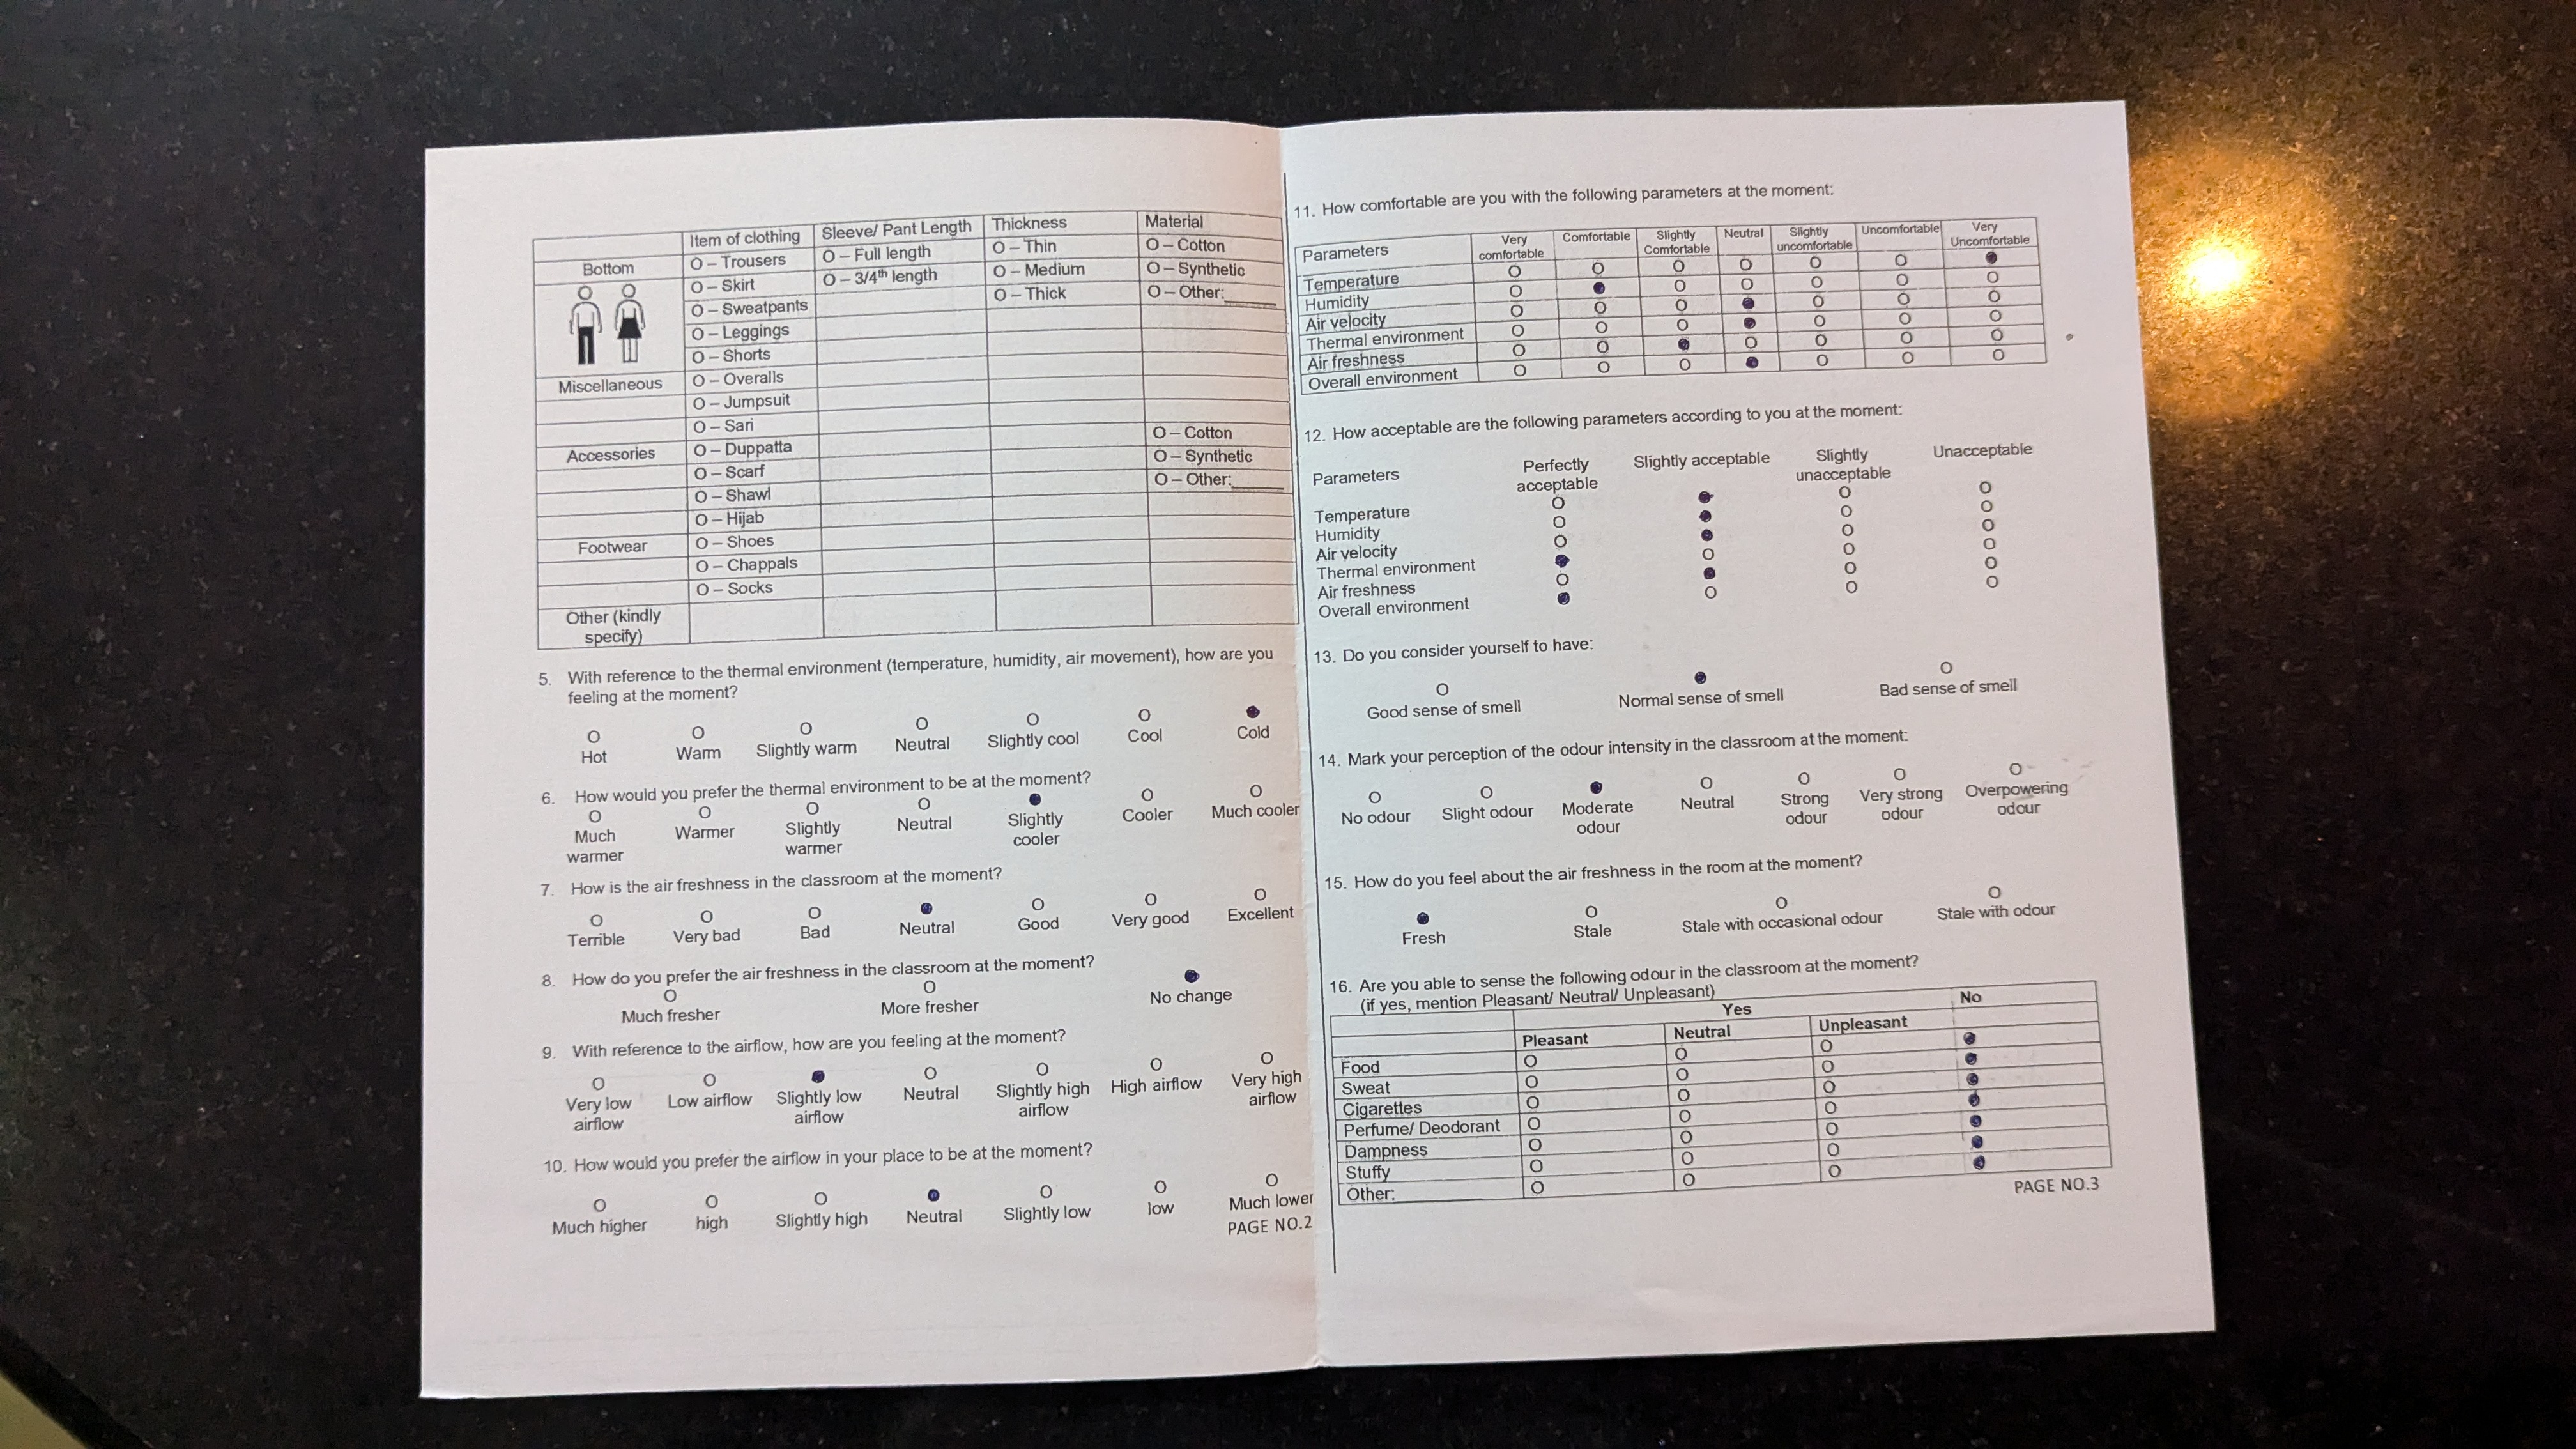 Item of clothing Sleeve/ Pant Length Thickness Material
Bottom O – Trousers O – Full length O – Thin O – Cotton
O – Skirt O – 3/4th length O – Medium O – Synthetic
O – Sweatpants O – Thick O – Other:______
O – Leggings
O – Shorts
Miscellaneous O – Overalls
O – Jumpsuit
O – Sari
Accessories O – Duppatta O – Cotton
O – Scarf O – Synthetic
O – Shawl O – Other:______
O – Hijab
Footwear O – Shoes
O – Chappals
O – Socks
Other (kindly
specify)
5. With reference to the thermal environment (temperature, humidity, air movement), how are you
feeling at the moment?
O O O O O O ●
Hot Warm Slightly warm Neutral Slightly cool Cool Cold
6. How would you prefer the thermal environment to be at the moment?
O O O O ● O O
Much Warmer Slightly Neutral Slightly Cooler Much cooler
warmer warmer cooler
7. How is the air freshness in the classroom at the moment?
O O O ● O O O
Terrible Very bad Bad Neutral Good Very good Excellent
8. How do you prefer the air freshness in the classroom at the moment?
O O ●
Much fresher More fresher No change
9. With reference to the airflow, how are you feeling at the moment?
O O ● O O O O
Very low Low airflow Slightly low Neutral Slightly high High airflow Very high
airflow airflow airflow airflow
10. How would you prefer the airflow in your place to be at the moment?
O O O ● O O O
Much higher high Slightly high Neutral Slightly low low Much lower
PAGE NO.2
11. How comfortable are you with the following parameters at the moment:
Parameters Very Comfortable Slightly Neutral Slightly Uncomfortable Very
comfortable Comfortable uncomfortable Uncomfortable
Temperature O O O O O O ●
Humidity O ● O O O O O
Air velocity O O O ● O O O
Thermal environment O O O ● O O O
Air freshness O O ● O O O O
Overall environment O O O ● O O O
12. How acceptable are the following parameters according to you at the moment:
Parameters Perfectly Slightly acceptable Slightly Unacceptable
acceptable unacceptable
Temperature O ● O O
Humidity O ● O O
Air velocity O ● O O
Thermal environment ● O O O
Air freshness O ● O O
Overall environment ● O O O
13. Do you consider yourself to have:
O ● O
Good sense of smell Normal sense of smell Bad sense of smell
14. Mark your perception of the odour intensity in the classroom at the moment:
O O ● O O O O
No odour Slight odour Moderate Neutral Strong Very strong Overpowering
odour odour odour odour
15. How do you feel about the air freshness in the room at the moment?
● O O O
Fresh Stale Stale with occasional odour Stale with odour
16. Are you able to sense the following odour in the classroom at the moment?
(if yes, mention Pleasant/ Neutral/ Unpleasant)
Yes No
Pleasant Neutral Unpleasant
Food O O O ●
Sweat O O O ●
Cigarettes O O O ●
Perfume/ Deodorant O O O ●
Dampness O O O ●
Stuffy O O O ●
Other:__________ O O O ●
PAGE NO.3